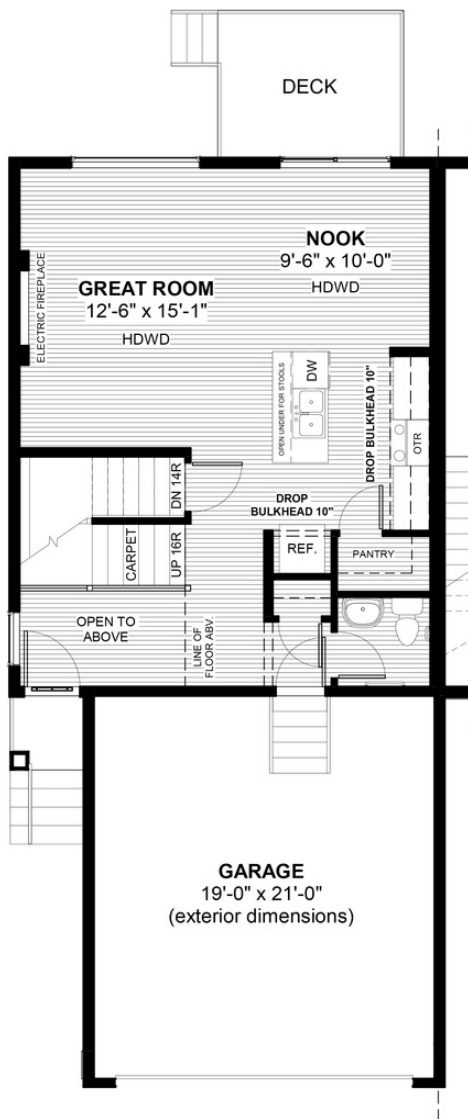 DECK
NOOK
9'-6" x 10'-0"
HDWD
ELECTRIC FIREPLACE
GREAT ROOM
12'-6" x 15'-1"
HDWD
OPEN UNDER FOR STOOLS
DW
DROP BULKHEAD 10"
OTR
DN 14R
DROP
BULKHEAD 10"
CARPET
UP 16R
REF.
PANTRY
OPEN TO
ABOVE
LINE OF
FLOOR ABV.
GARAGE
19'-0" x 21'-0"
(exterior dimensions)